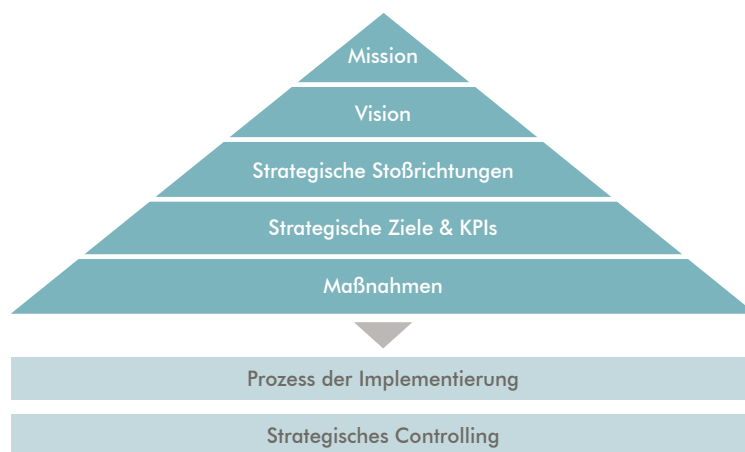 Mission
Vision
Strategische Stoßrichtungen
Strategische Ziele & KPIs
Maßnahmen
Prozess der Implementierung
Strategisches Controlling